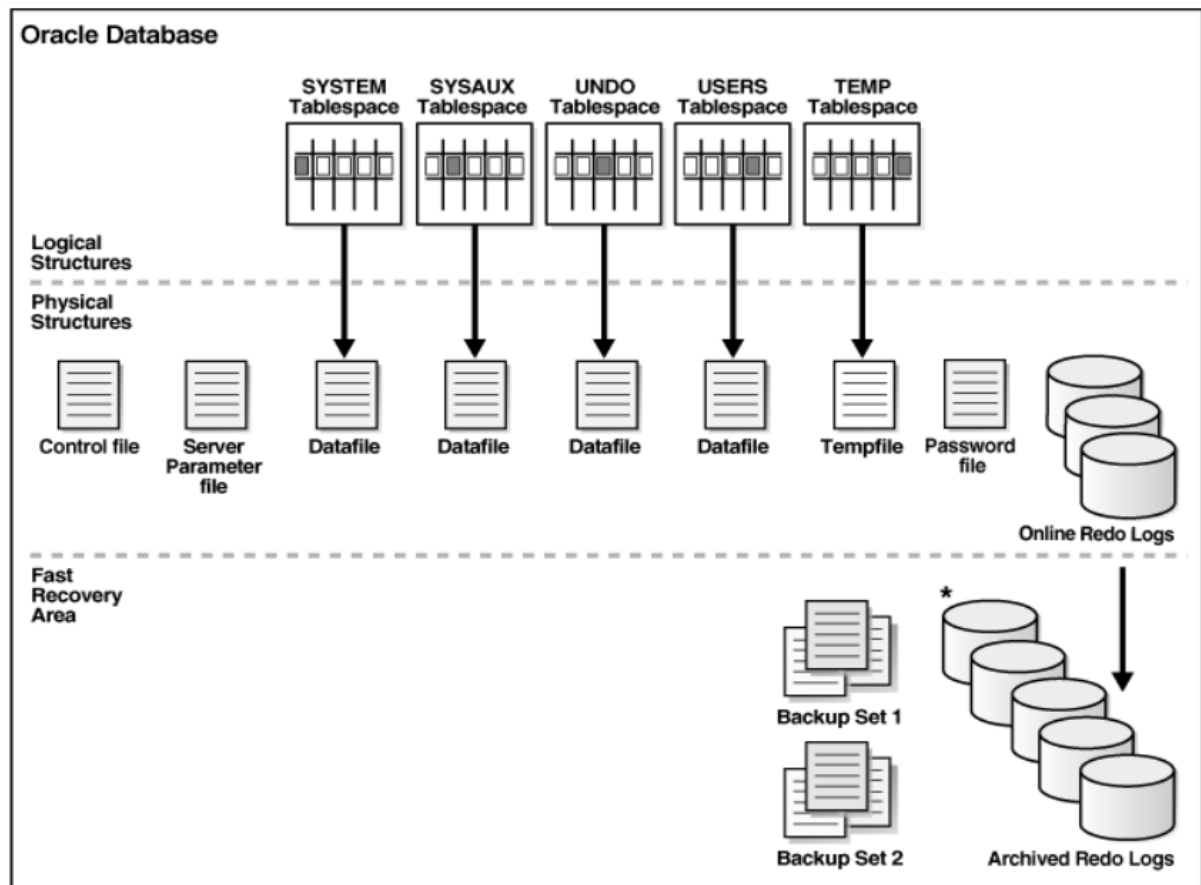 Oracle Database
SYSTEM
Tablespace
SYSAUX
Tablespace
UNDO
Tablespace
USERS
Tablespace
TEMP
Tablespace
Logical
Structures
Physical
Structures
Control file
Server
Parameter
file
Datafile
Datafile
Datafile
Datafile
Tempfile
Password
file
Online Redo Logs
Fast
Recovery
Area
*
Backup Set 1
Backup Set 2
Archived Redo Logs